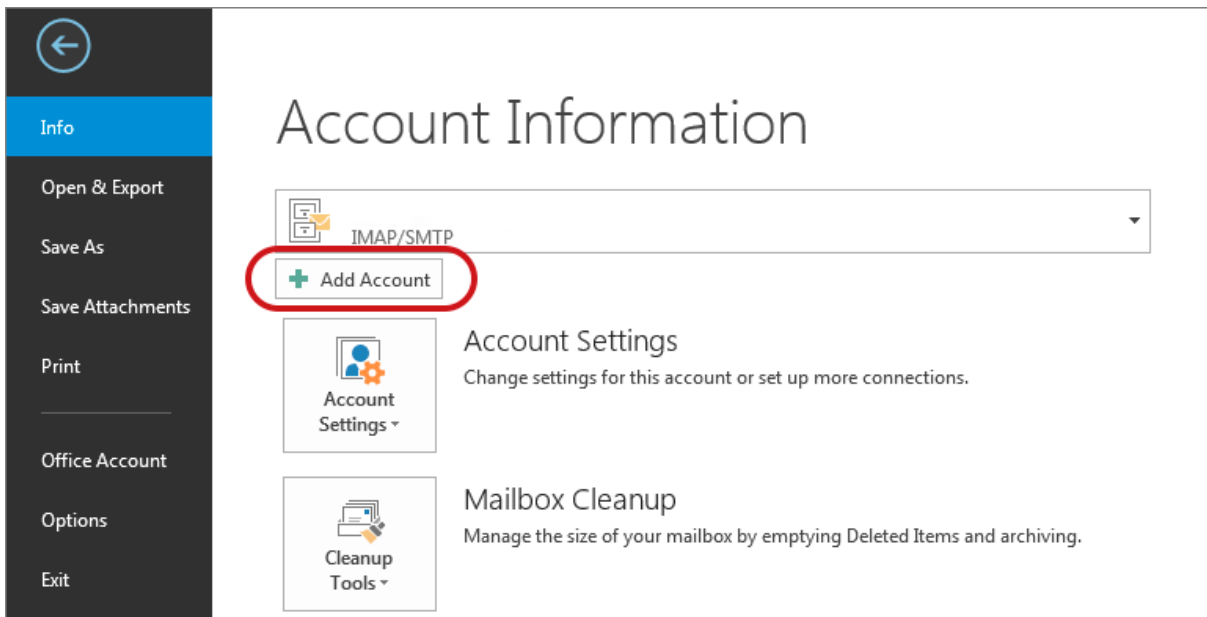 Info
Open & Export
Save As
Save Attachments
Print
Office Account
Options
Exit
Account Information
IMAP/SMTP
Add Account
Account
Settings
Account Settings
Change settings for this account or set up more connections.
Cleanup
Tools
Mailbox Cleanup
Manage the size of your mailbox by emptying Deleted Items and archiving.